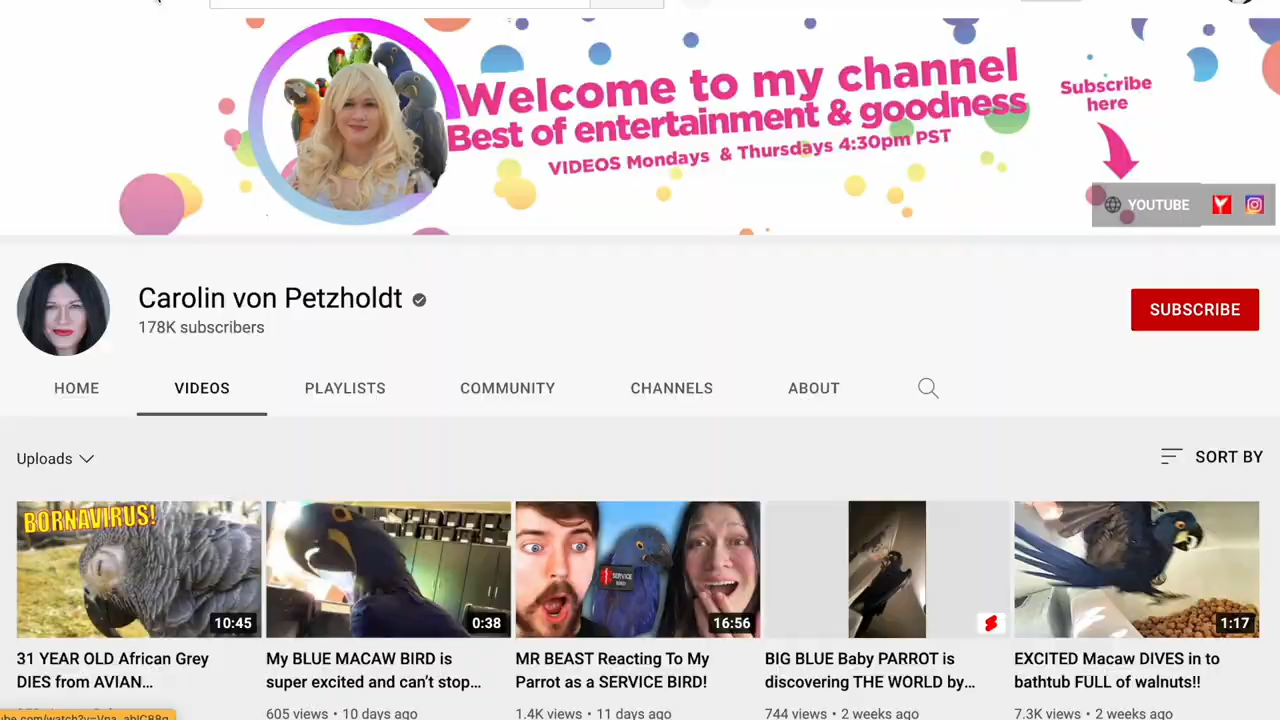 Welcome to my channel
Best of entertainment & goodness
VIDEOS Mondays & Thursdays 4:30pm PST
Subscribe
here
YOUTUBE
Carolin von Petzholdt
178K subscribers
SUBSCRIBE
HOME VIDEOS PLAYLISTS COMMUNITY CHANNELS ABOUT
Uploads
SORT BY
BORNAVIRUS!
SERVICE
10:45
0:38
16:56
1:17
31 YEAR OLD African Grey
DIES from AVIAN...
My BLUE MACAW BIRD is
super excited and can't stop...
605 views • 10 days ago
MR BEAST Reacting To My
Parrot as a SERVICE BIRD!
1.4K views • 11 days ago
BIG BLUE Baby PARROT is
discovering THE WORLD by...
744 views • 2 weeks ago
EXCITED Macaw DIVES in to
bathtub FULL of walnuts!!
7.3K views • 2 weeks ago